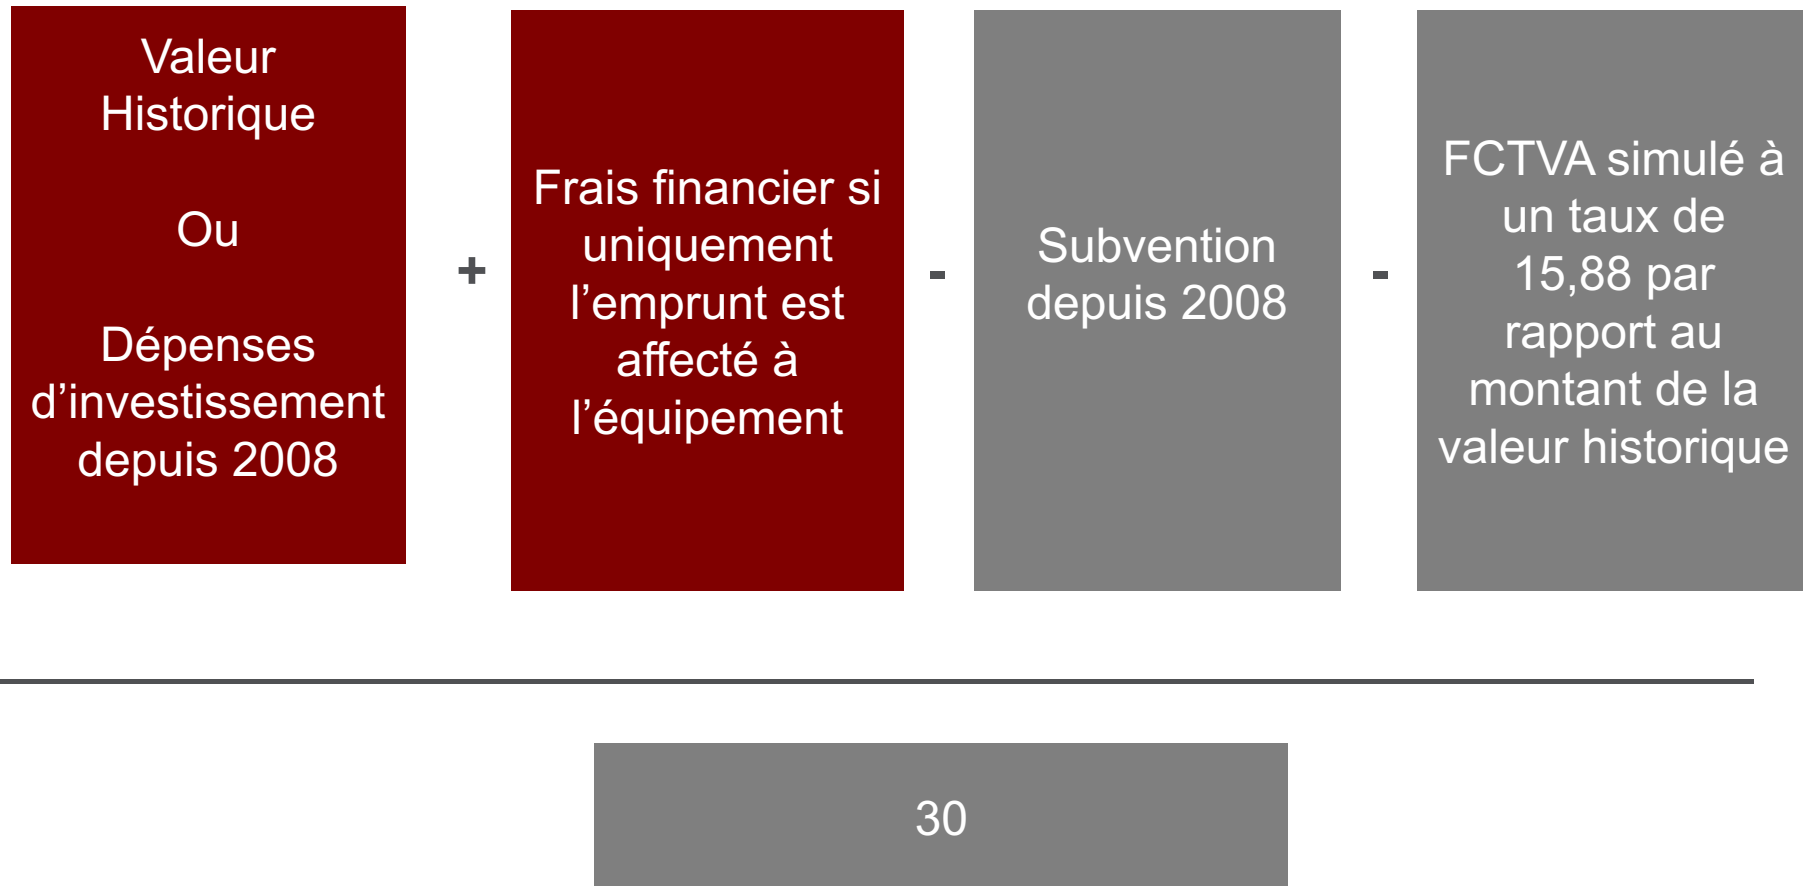 Valeur
Historique
Ou
Dépenses
d’investissement
depuis 2008
+
Frais financier si
uniquement
l’emprunt est
affecté à
l’équipement
-
Subvention
depuis 2008
-
FCTVA simulé à
un taux de
15,88 par
rapport au
montant de la
valeur historique
30